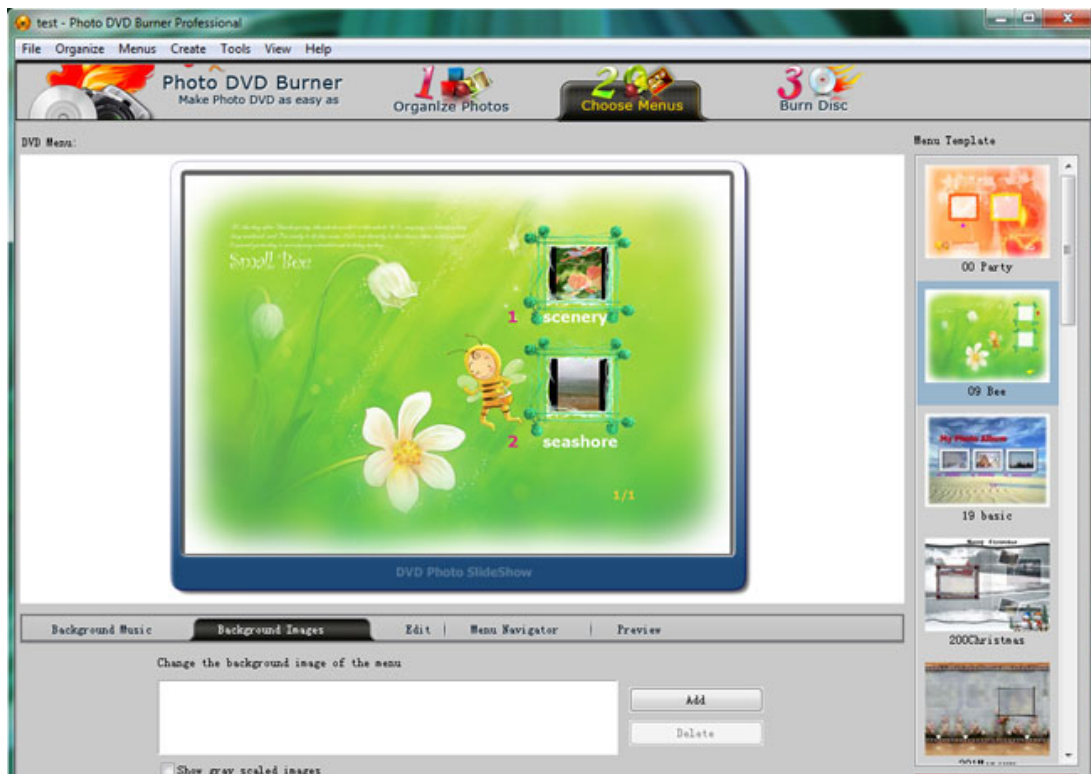 test - Photo DVD Burner Professional
File Organize Menus Create Tools View Help
Photo DVD Burner
Make Photo DVD as easy as
1 Organize Photos
2 Choose Menus
3 Burn Disc
DVD Menu:
Menu Template
Small Bee
1 scenery
2 seashore
1/1
DVD Photo SlideShow
00 Party
09 Bee
My Photo Album
19 basic
200Christmas
Background Music Background Images Edit Menu Navigator Preview
Change the background image of the menu
Add
Delete
Show gray scaled images